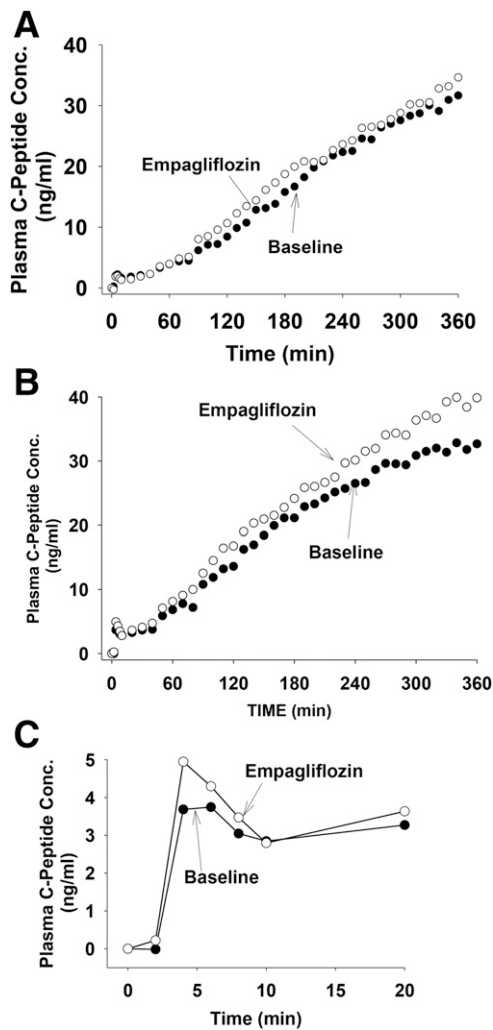 A
Plasma C-Peptide Conc.
(ng/ml)
40
30
20
10
0
Empagliflozin
Baseline
0 60 120 180 240 300 360
Time (min)
B
Plasma C-Peptide Conc.
(ng/ml)
40
30
20
10
0
Empagliflozin
Baseline
0 60 120 180 240 300 360
TIME (min)
C
Plasma C-Peptide Conc.
(ng/ml)
5
4
3
2
1
0
Empagliflozin
Baseline
0 5 10 20
Time (min)